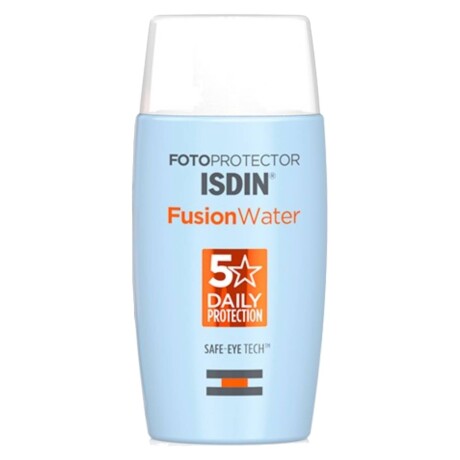 FOTOPROTECTOR
ISDIN®
FusionWater
5☆
DAILY
PROTECTION
SAFE-EYE TECH™